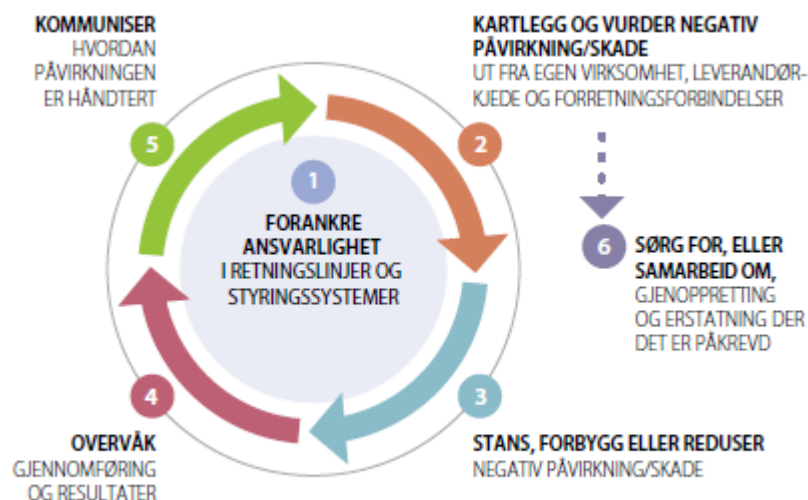 1
FORANKRE
ANSVARLIGHET
I RETNINGSLINJER OG
STYRINGSSYSTEMER
2
KARTLEGG OG VURDER NEGATIV
PÅVIRKNING/SKADE
UT FRA EGEN VIRKSOMHET, LEVERANDØR-
KJEDE OG FORRETNINGSFORBINDELSER
3
STANS, FORBYGG ELLER REDUSER
NEGATIV PÅVIRKNING/SKADE
4
OVERVÅK
GJENNOMFØRING
OG RESULTATER
5
KOMMUNISER
HVORDAN
PÅVIRKNINGEN
ER HÅNDTERT
6
SØRG FOR, ELLER
SAMARBEID OM,
GJENOPPRETTING
OG ERSTATNING DER
DET ER PÅKREVD